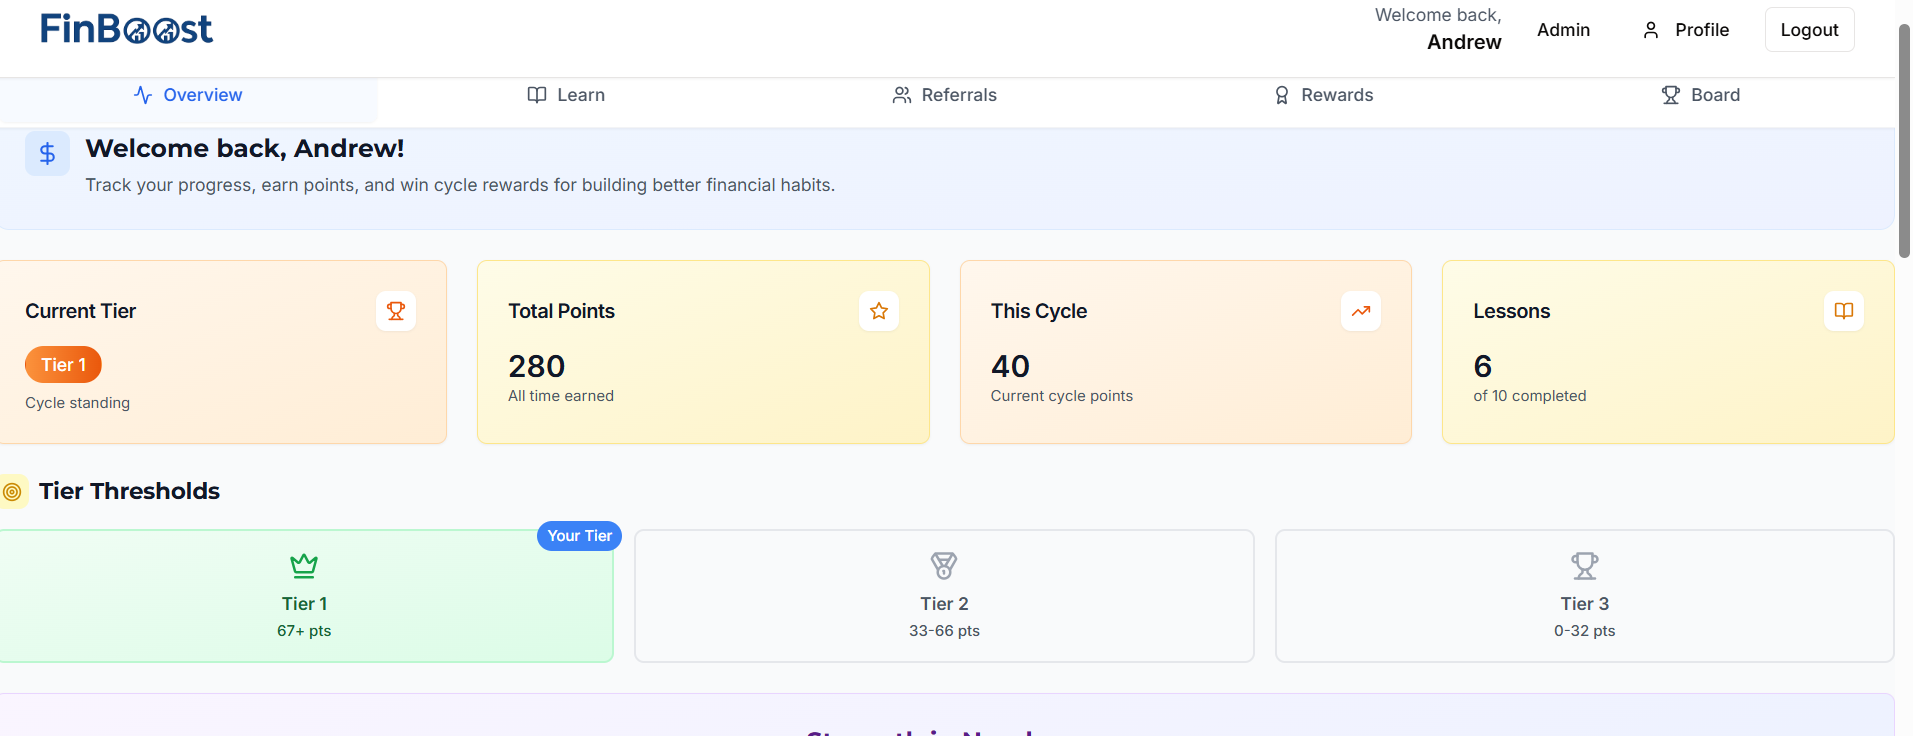 FinBoost
Welcome back,
Andrew
Admin
Profile
Logout
Overview
Learn
Referrals
Rewards
Board
$
Welcome back, Andrew!
Track your progress, earn points, and win cycle rewards for building better financial habits.
Current Tier
Tier 1
Cycle standing
Total Points
280
All time earned
This Cycle
40
Current cycle points
Lessons
6
of 10 completed
Tier Thresholds
Your Tier
Tier 1
67+ pts
Tier 2
33-66 pts
Tier 3
0-32 pts